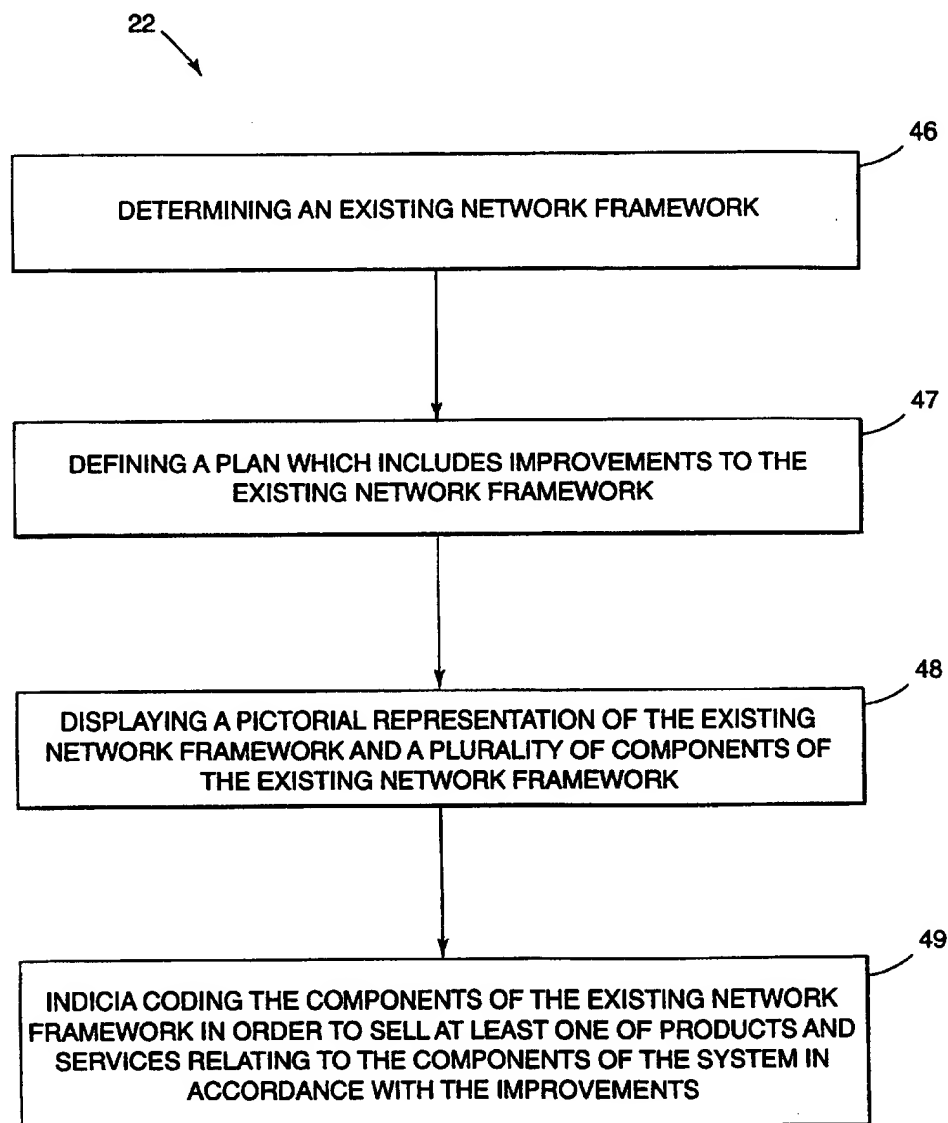 22
46
DETERMINING AN EXISTING NETWORK FRAMEWORK
47
DEFINING A PLAN WHICH INCLUDES IMPROVEMENTS TO THE
EXISTING NETWORK FRAMEWORK
48
DISPLAYING A PICTORIAL REPRESENTATION OF THE EXISTING
NETWORK FRAMEWORK AND A PLURALITY OF COMPONENTS OF
THE EXISTING NETWORK FRAMEWORK
49
INDICIA CODING THE COMPONENTS OF THE EXISTING NETWORK
FRAMEWORK IN ORDER TO SELL AT LEAST ONE OF PRODUCTS AND
SERVICES RELATING TO THE COMPONENTS OF THE SYSTEM IN
ACCORDANCE WITH THE IMPROVEMENTS